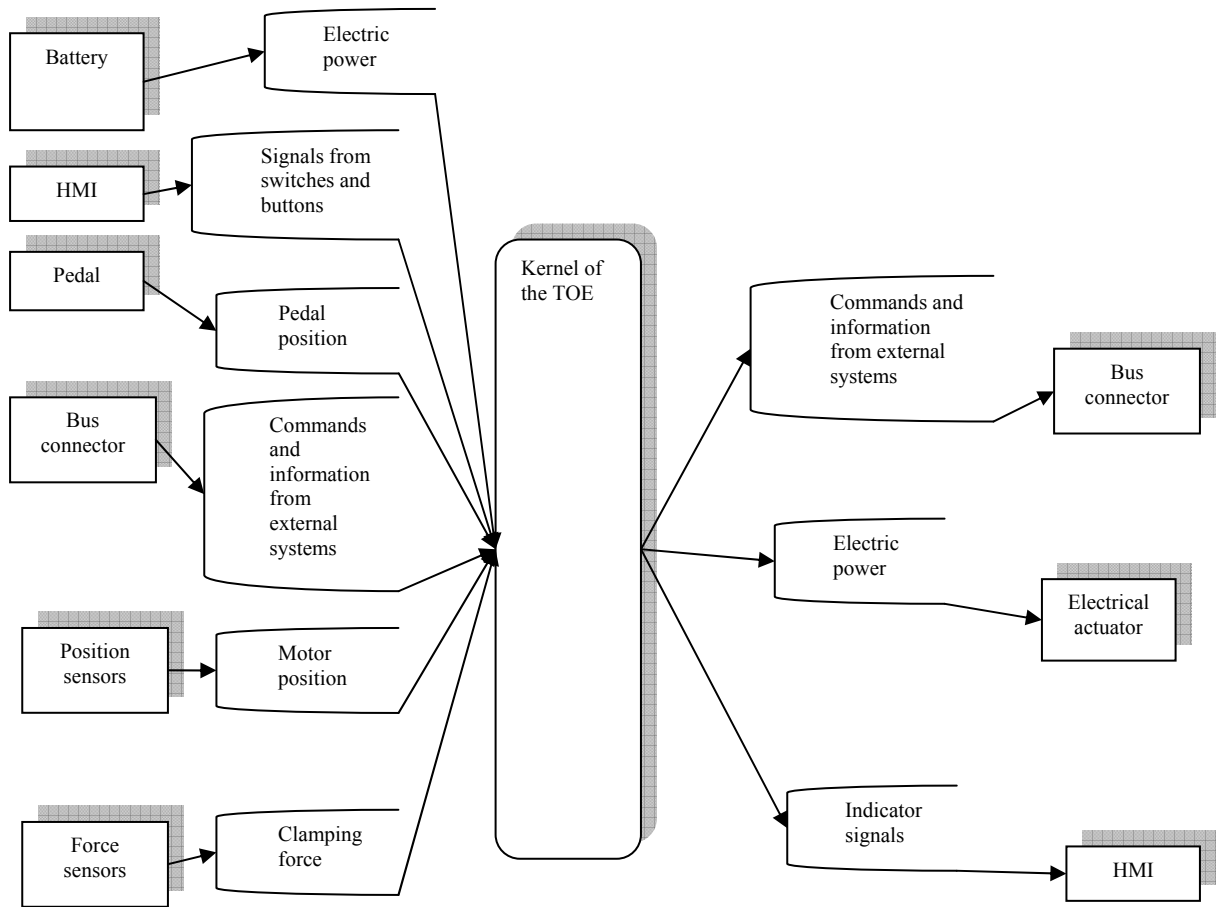 Battery
Electric
power
HMI
Signals from
switches and
buttons
Pedal
Pedal
position
Bus
connector
Commands
and
information
from
external
systems
Position
sensors
Motor
position
Force
sensors
Clamping
force
Kernel of
the TOE
Commands and
information
from external
systems
Bus
connector
Electric
power
Electrical
actuator
Indicator
signals
HMI